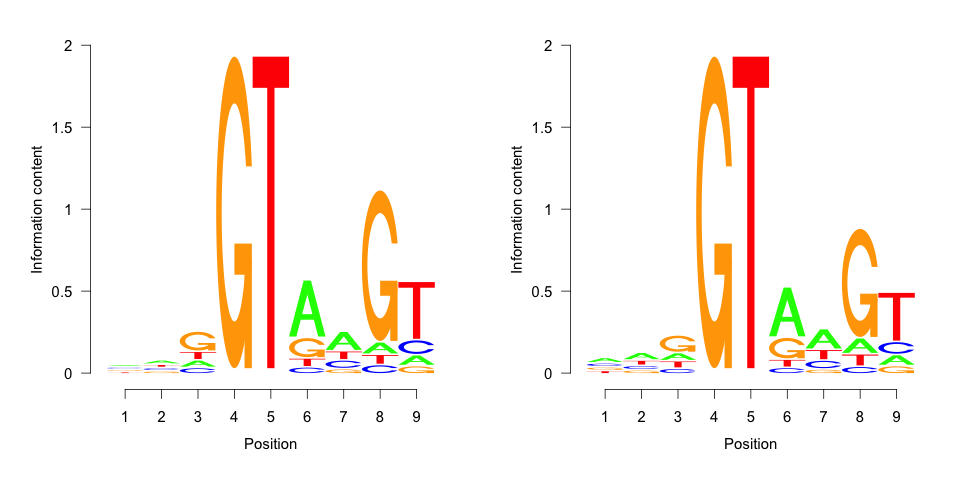 2
1.5
1
0.5
0
Information content
G T A G T
G T A A A C
T A T T T A
C C C G C G
1 2 3 4 5 6 7 8 9
Position
2
1.5
1
0.5
0
Information content
G T A G T
G A G A A C
A T T T T A
T C C G C G
1 2 3 4 5 6 7 8 9
Position